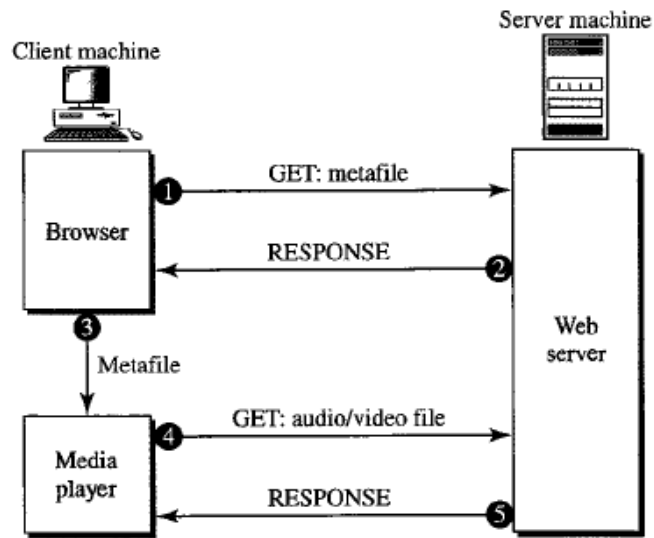 Server machine
Client machine
1
GET: metafile
Browser
RESPONSE
2
3
Web
server
Metafile
4
GET: audio/video file
Media
player
RESPONSE
5